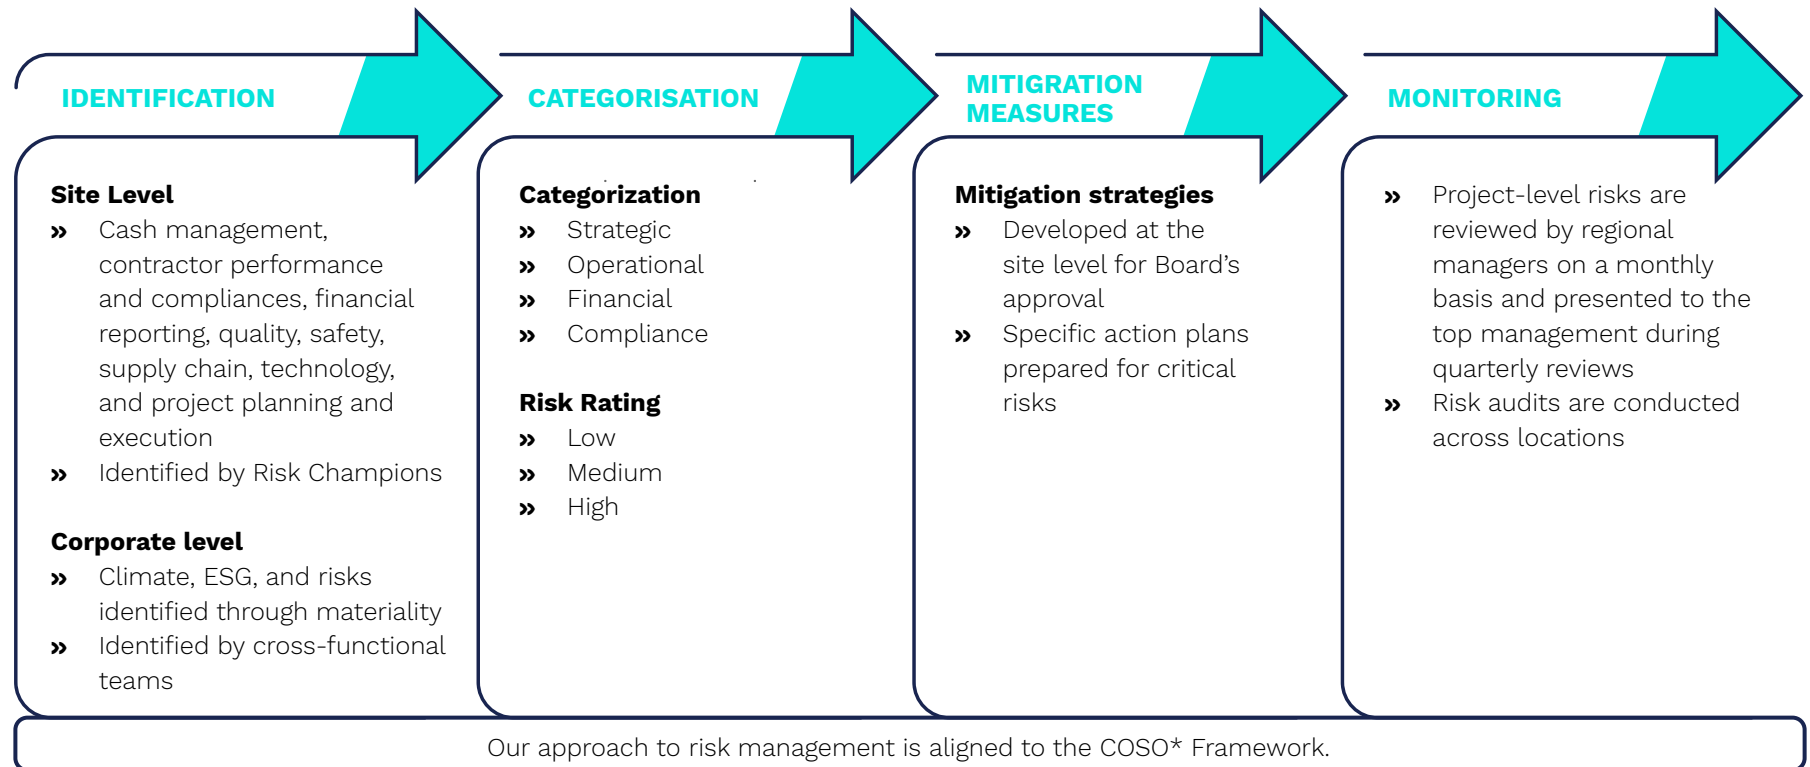 IDENTIFICATION
Site Level
» Cash management,
contractor performance
and compliances, financial
reporting, quality, safety,
supply chain, technology,
and project planning and
execution
» Identified by Risk Champions
Corporate level
» Climate, ESG, and risks
identified through materiality
» Identified by cross-functional
teams
CATEGORISATION
Categorization
» Strategic
» Operational
» Financial
» Compliance
Risk Rating
» Low
» Medium
» High
MITIGRATION
MEASURES
Mitigation strategies
» Developed at the
site level for Board’s
approval
» Specific action plans
prepared for critical
risks
MONITORING
» Project-level risks are
reviewed by regional
managers on a monthly
basis and presented to the
top management during
quarterly reviews
» Risk audits are conducted
across locations
Our approach to risk management is aligned to the COSO* Framework.